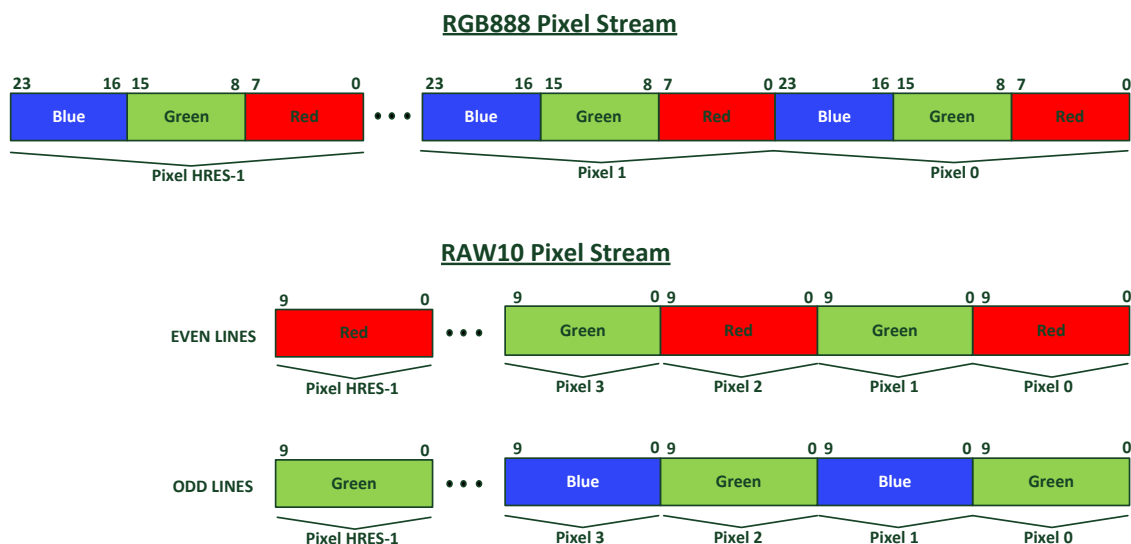 RGB888 Pixel Stream
23 16 15 8 7 0 23 16 15 8 7 0 23 16 15 8 7 0
Blue Green Red Blue Green Red Blue Green Red
Pixel HRES-1 Pixel 1 Pixel 0
RAW10 Pixel Stream
9 0 9 0 9 0 9 0 9 0
EVEN LINES Red Green Red Green Red
Pixel HRES-1 Pixel 3 Pixel 2 Pixel 1 Pixel 0
9 0 9 0 9 0 9 0 9 0
ODD LINES Green Blue Green Blue Green
Pixel HRES-1 Pixel 3 Pixel 2 Pixel 1 Pixel 0